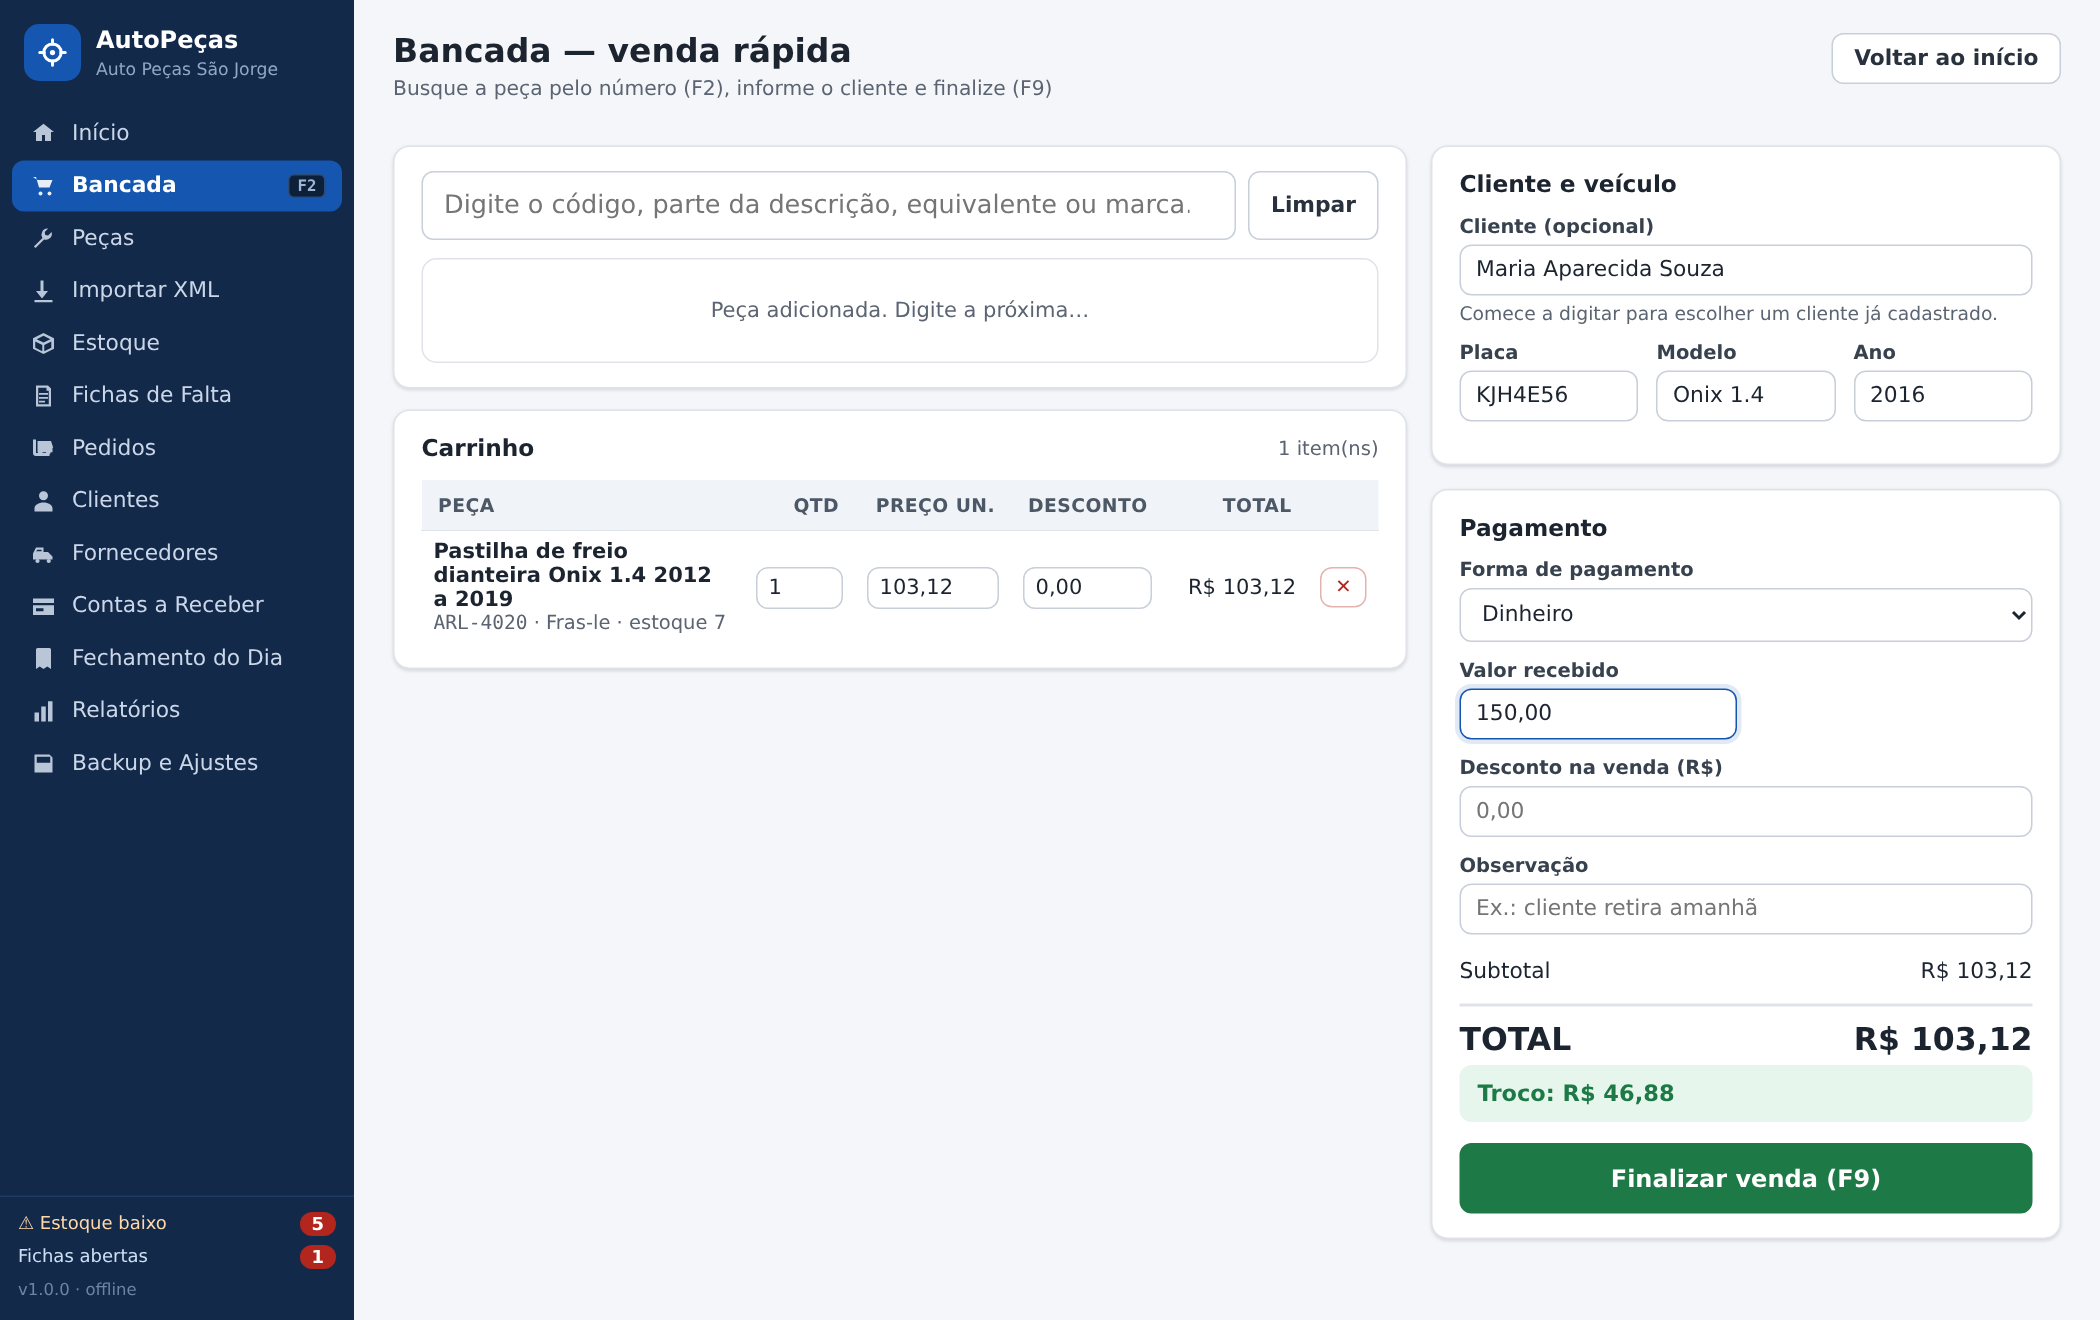 AutoPeças
Auto Peças São Jorge
Início
Bancada F2
Peças
Importar XML
Estoque
Fichas de Falta
Pedidos
Clientes
Fornecedores
Contas a Receber
Fechamento do Dia
Relatórios
Backup e Ajustes
⚠ Estoque baixo 5
Fichas abertas 1
v1.0.0 · offline
Bancada — venda rápida
Busque a peça pelo número (F2), informe o cliente e finalize (F9)
Voltar ao início
Digite o código, parte da descrição, equivalente ou marca.
Limpar
Peça adicionada. Digite a próxima…
Carrinho 1 item(ns)
PEÇA QTD PREÇO UN. DESCONTO TOTAL
Pastilha de freio
dianteira Onix 1.4 2012
a 2019
ARL-4020 · Fras-le · estoque 7
1 103,12 0,00 R$ 103,12 ✕
Cliente e veículo
Cliente (opcional)
Maria Aparecida Souza
Comece a digitar para escolher um cliente já cadastrado.
Placa Modelo Ano
KJH4E56 Onix 1.4 2016
Pagamento
Forma de pagamento
Dinheiro
Valor recebido
150,00
Desconto na venda (R$)
0,00
Observação
Ex.: cliente retira amanhã
Subtotal R$ 103,12
TOTAL R$ 103,12
Troco: R$ 46,88
Finalizar venda (F9)